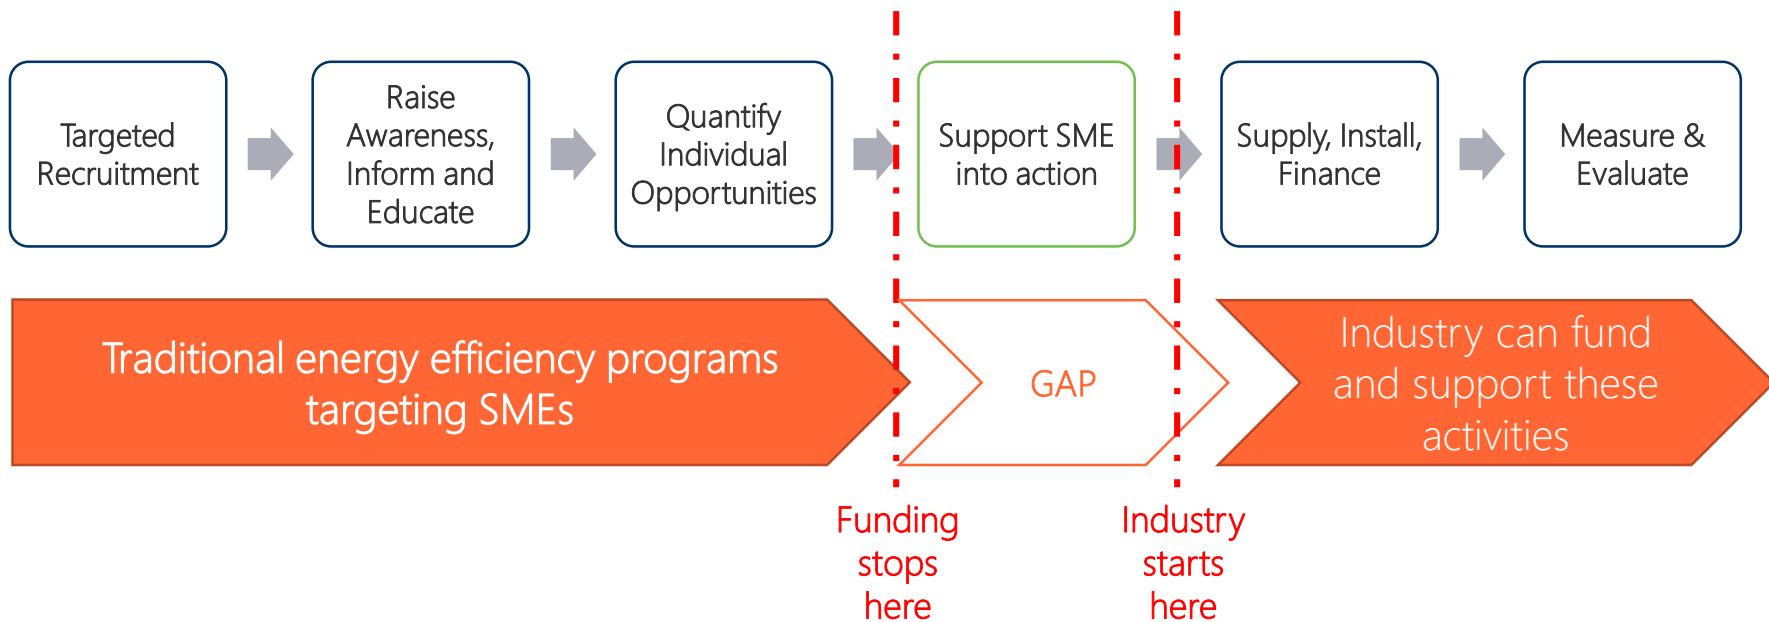 Targeted
Recruitment
Raise
Awareness,
Inform and
Educate
Quantify
Individual
Opportunities
Support SME
into action
Supply, Install,
Finance
Measure &
Evaluate
Traditional energy efficiency programs
targeting SMEs
GAP
Industry can fund
and support these
activities
Funding
stops
here
Industry
starts
here